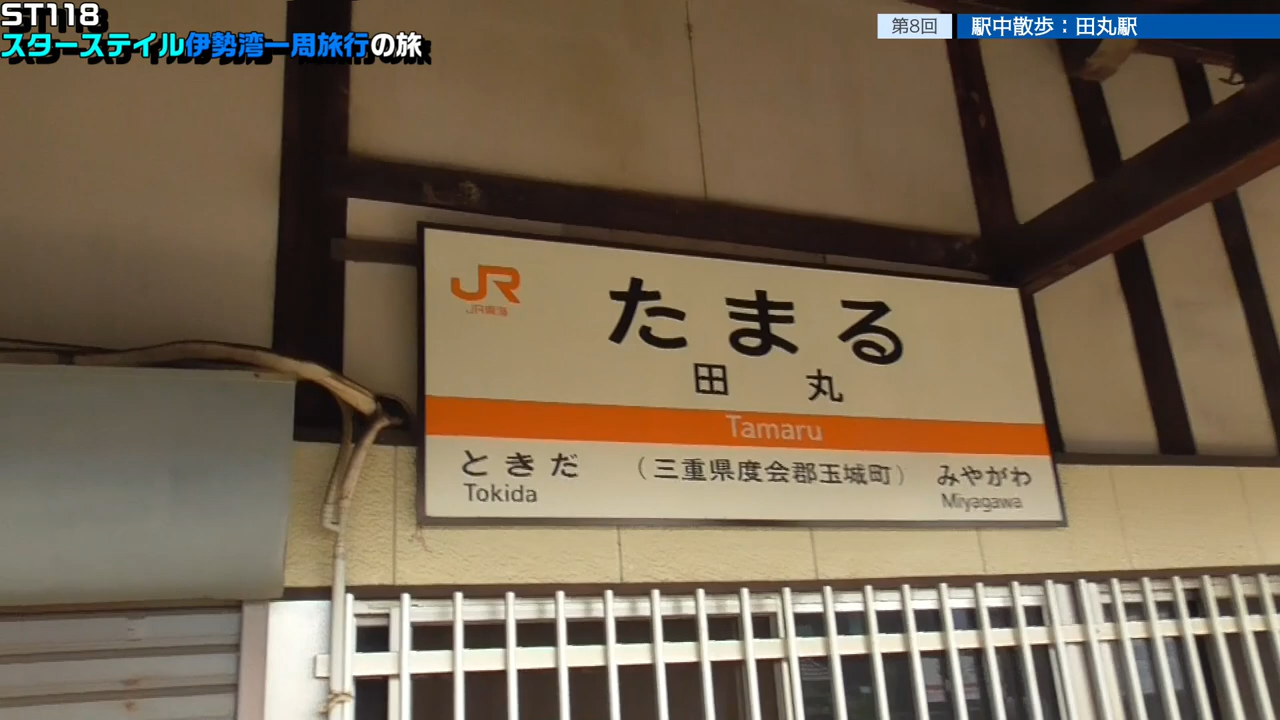 ST118
スターステイル伊勢湾一周旅行の旅
第8回 駅中散歩：田丸駅
JR
JR東海
たまる
田丸
Tamaru
ときだ （三重県度会郡玉城町） みやがわ
Tokida Miyagawa